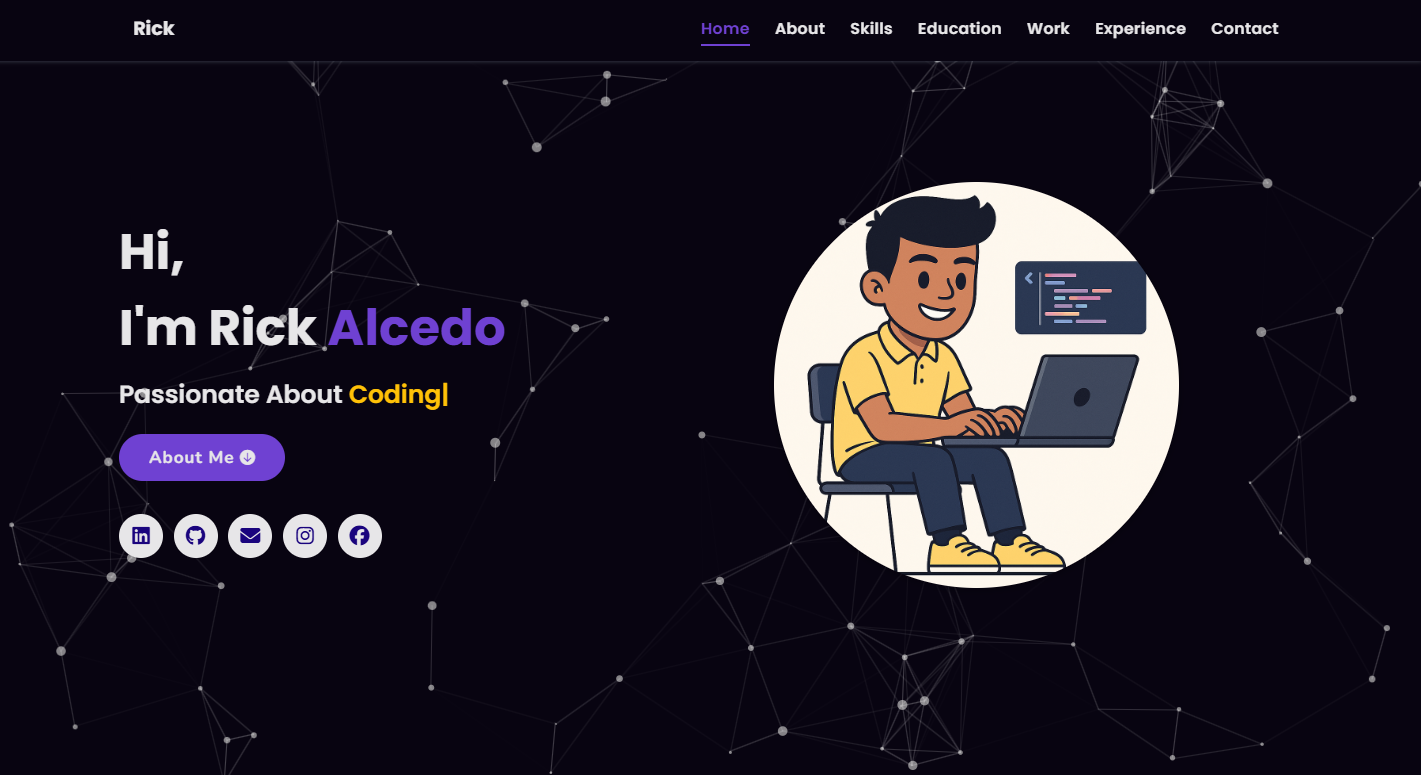 Rick
Home About Skills Education Work Experience Contact
Hi,
I'm Rick Alcedo
Passionate About Coding|
About Me